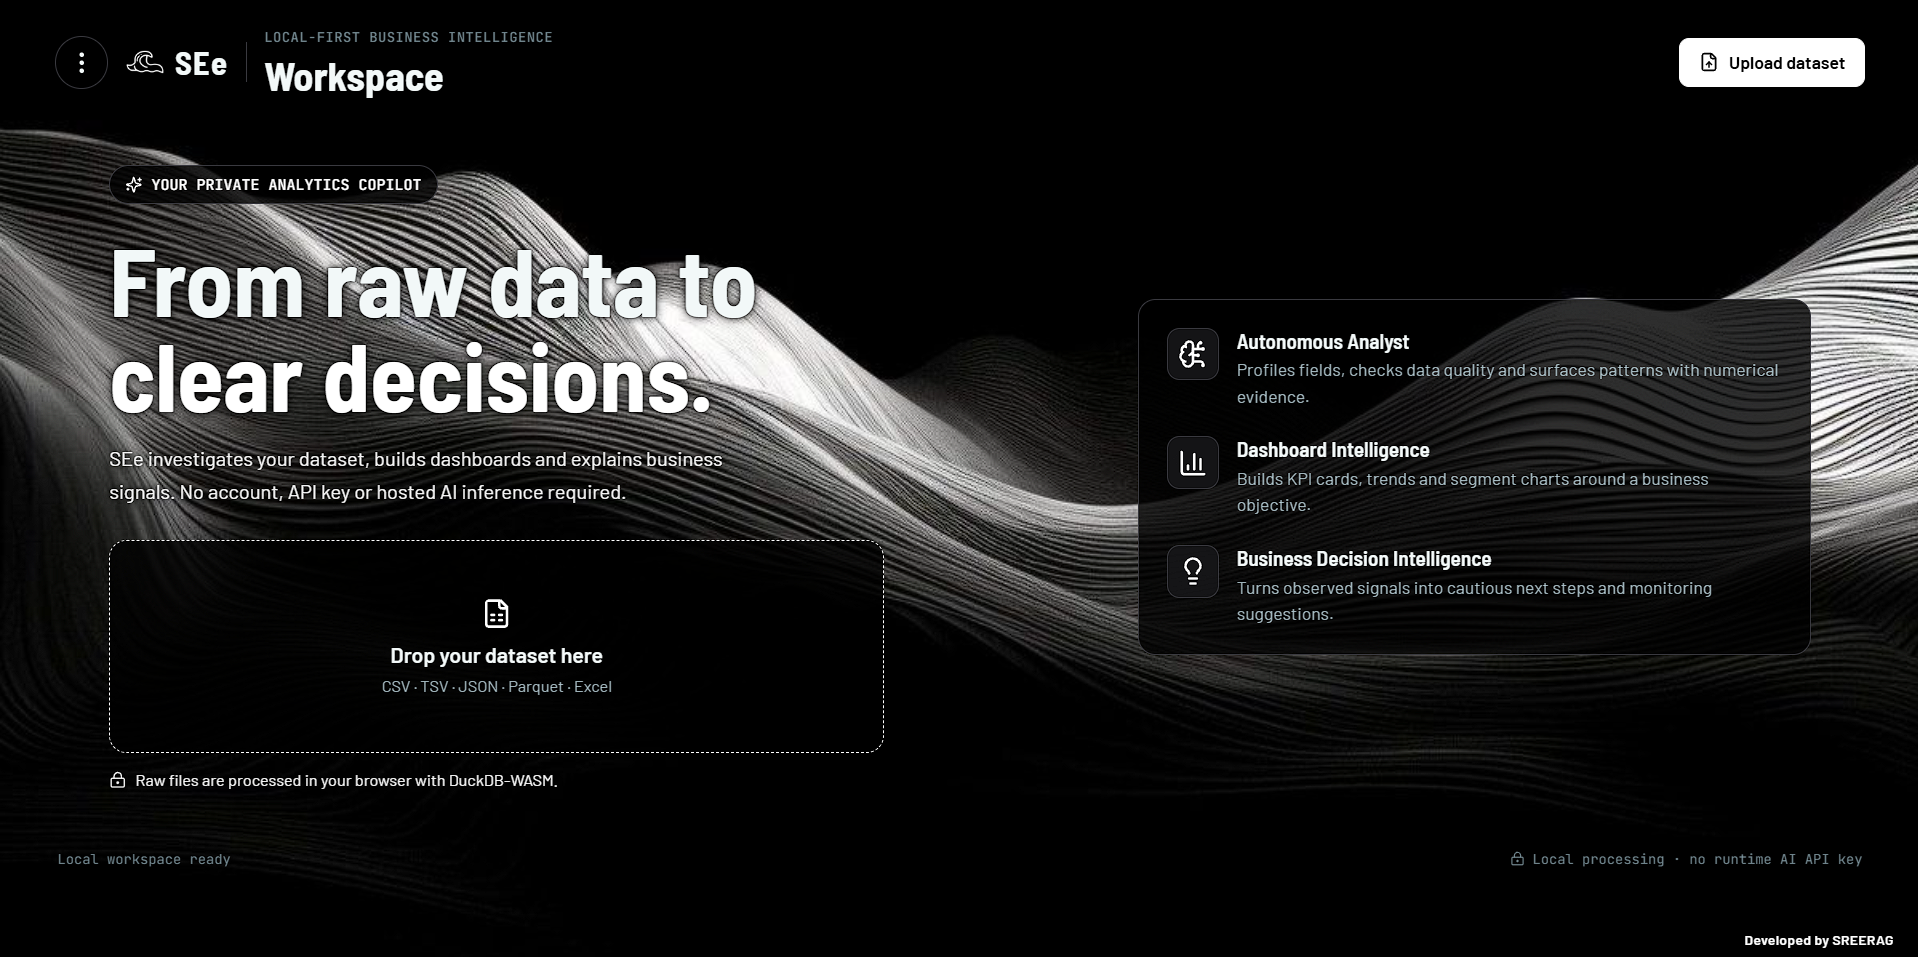 SEe
LOCAL-FIRST BUSINESS INTELLIGENCE
Workspace
Upload dataset
YOUR PRIVATE ANALYTICS COPILOT
From raw data to
clear decisions.
SEe investigates your dataset, builds dashboards and explains business
signals. No account, API key or hosted AI inference required.
Drop your dataset here
CSV · TSV · JSON · Parquet · Excel
Raw files are processed in your browser with DuckDB-WASM.
Autonomous Analyst
Profiles fields, checks data quality and surfaces patterns with numerical
evidence.
Dashboard Intelligence
Builds KPI cards, trends and segment charts around a business
objective.
Business Decision Intelligence
Turns observed signals into cautious next steps and monitoring
suggestions.
Local workspace ready
Local processing · no runtime AI API key
Developed by SREERAG